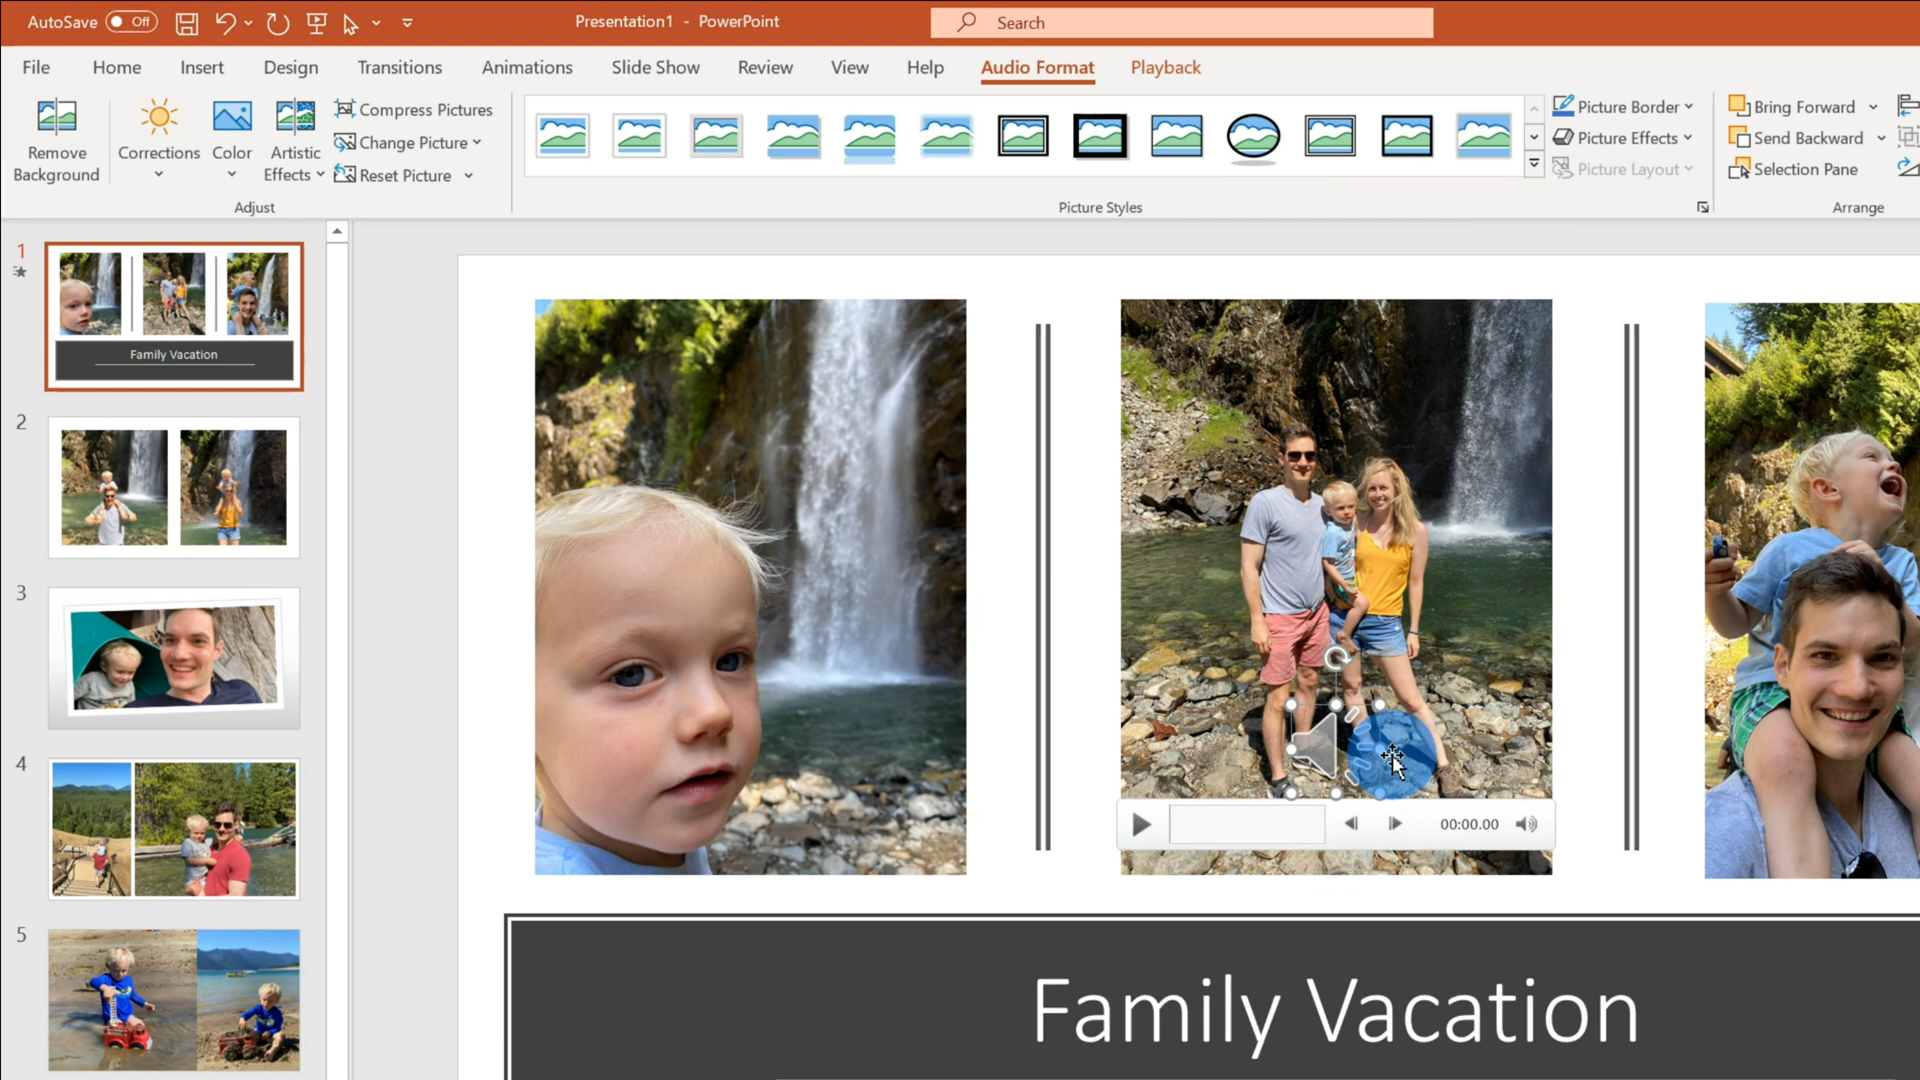 AutoSave Off
Presentation1 - PowerPoint
Search
File Home Insert Design Transitions Animations Slide Show Review View Help Audio Format Playback
Remove Background
Corrections
Color
Artistic Effects
Compress Pictures
Change Picture
Reset Picture
Adjust
Picture Styles
Picture Border
Picture Effects
Picture Layout
Bring Forward
Send Backward
Selection Pane
Arrange
1
Family Vacation
2
3
4
5
00:00.00
Family Vacation